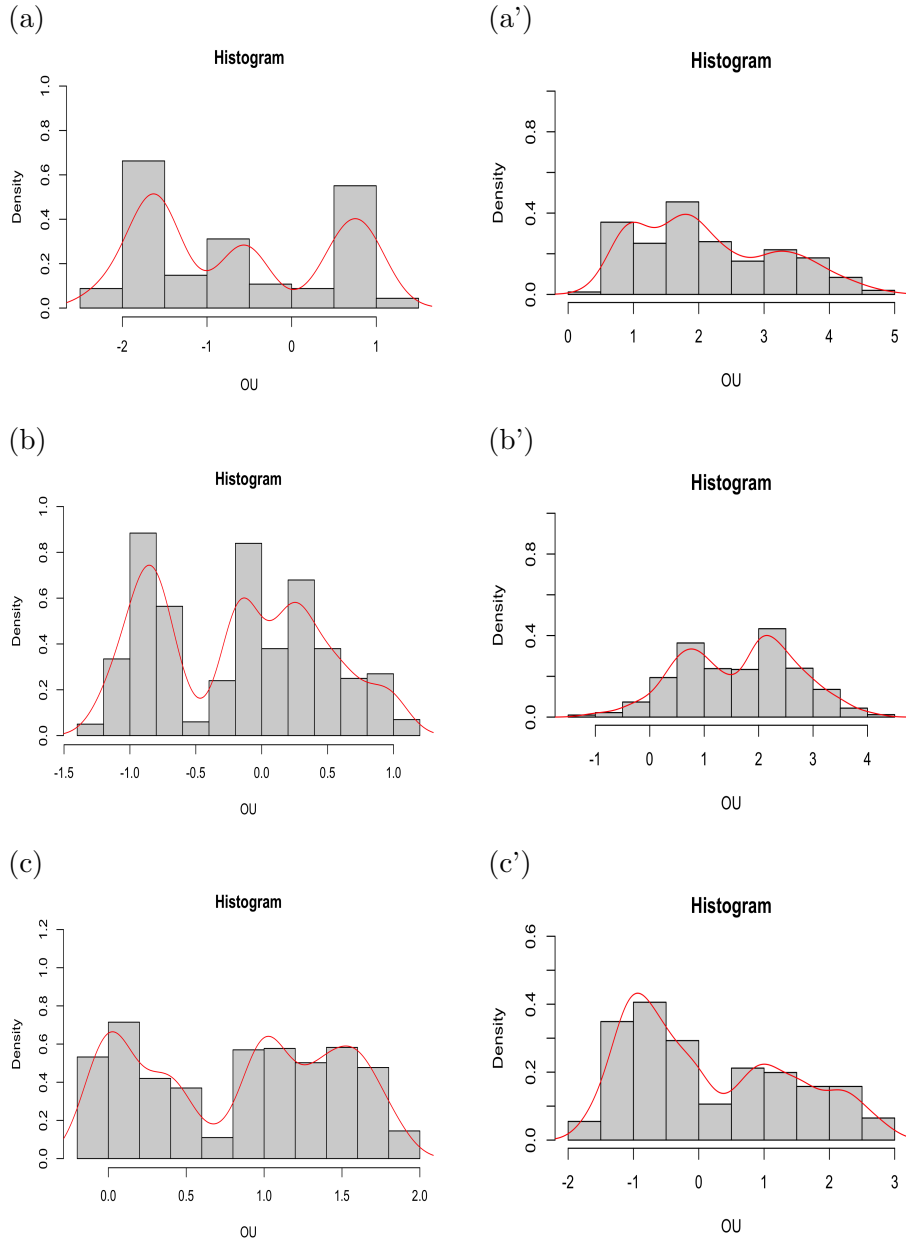 (a)
Histogram
Density
0.0 0.2 0.4 0.6 0.8 1.0
-2 -1 0 1
OU
(a')
Histogram
Density
0.0 0.4 0.8
0 1 2 3 4 5
OU
(b)
Histogram
Density
0.0 0.2 0.4 0.6 0.8 1.0
-1.5 -1.0 -0.5 0.0 0.5 1.0
OU
(b')
Histogram
Density
0.0 0.4 0.8
-1 0 1 2 3 4
OU
(c)
Histogram
Density
0.0 0.2 0.4 0.6 0.8 1.0 1.2
0.0 0.5 1.0 1.5 2.0
OU
(c')
Histogram
Density
0.0 0.2 0.4 0.6
-2 -1 0 1 2 3
OU